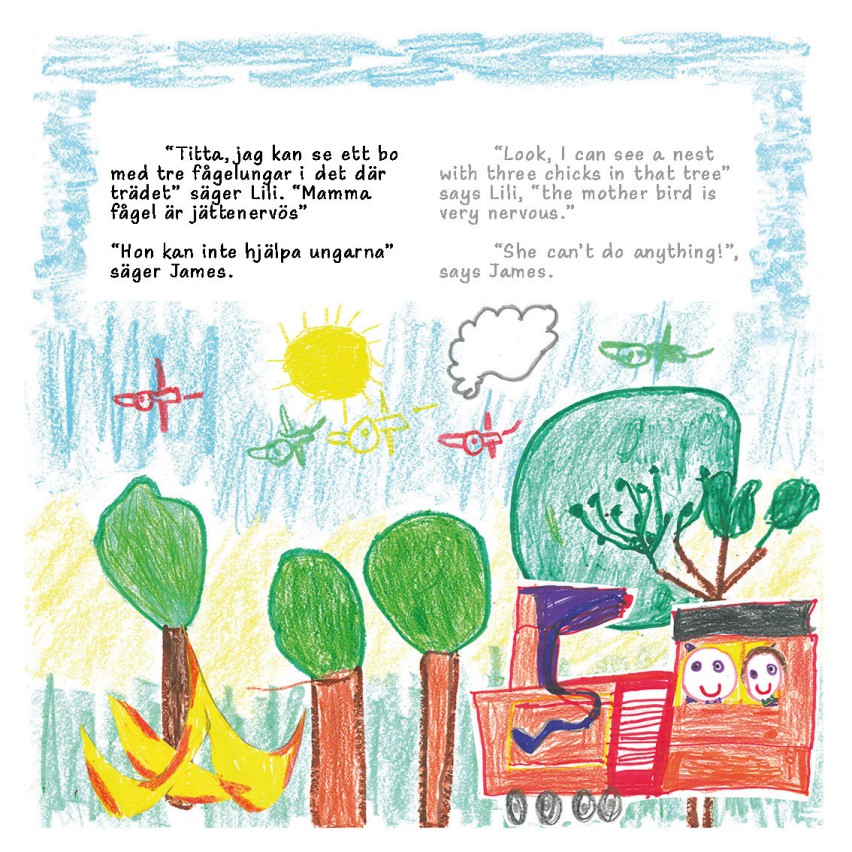 “Titta, jag kan se ett bo
med tre fågelungar i det där
trädet” säger Lili. “Mamma
fågel är jättenervös”
“Hon kan inte hjälpa ungarna”
säger James.
“Look, I can see a nest
with three chicks in that tree”
says Lili, “the mother bird is
very nervous.”
“She can’t do anything!”,
says James.